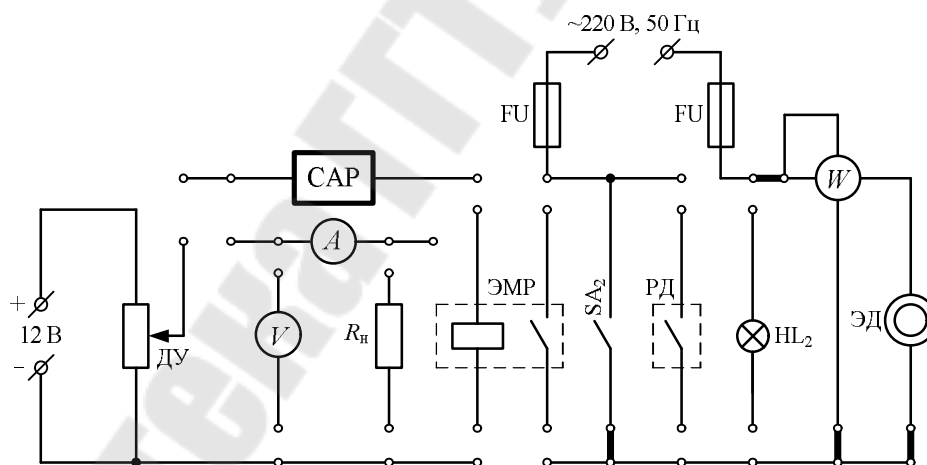 ~220 В, 50 Гц
FU
FU
САР
W
A
+
12 В
–
ДУ
V
Rн
ЭМР
SA2
РД
HL2
ЭД